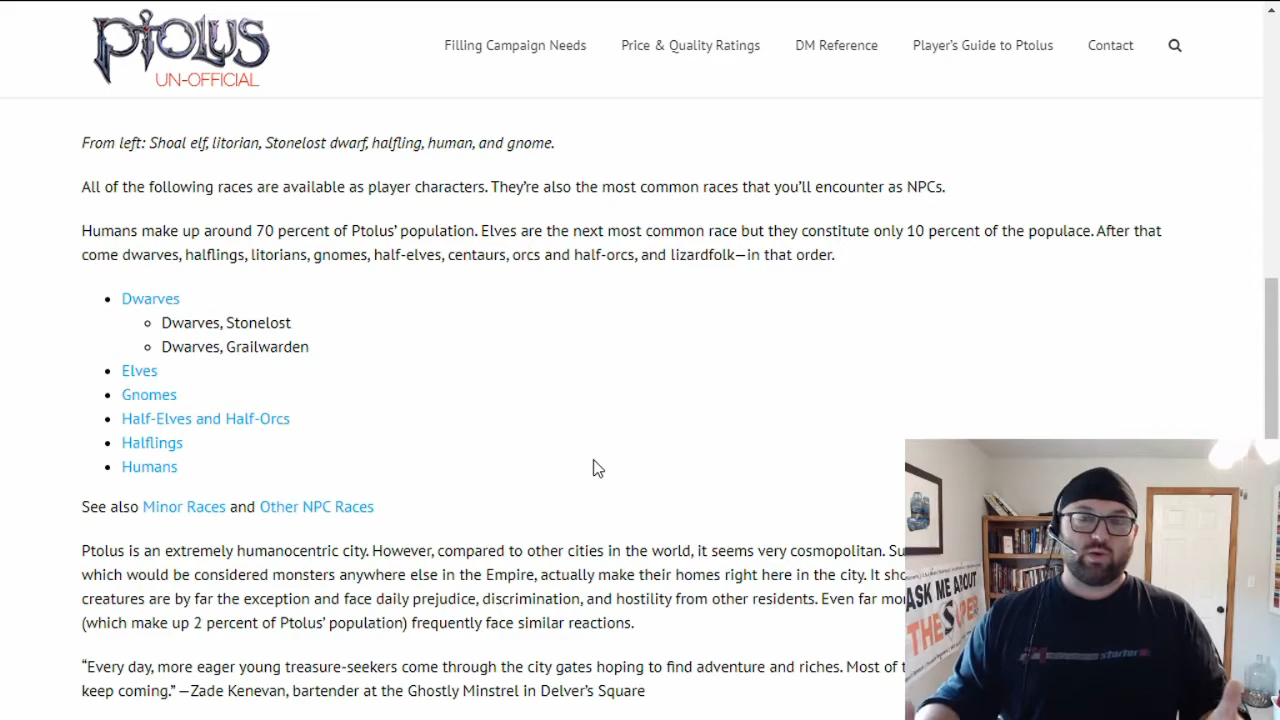 PTOLUS
UN-OFFICIAL
Filling Campaign Needs Price & Quality Ratings DM Reference Player's Guide to Ptolus Contact
From left: Shoal elf, litorian, Stonelost dwarf, halfling, human, and gnome.
All of the following races are available as player characters. They're also the most common races that you'll encounter as NPCs.
Humans make up around 70 percent of Ptolus' population. Elves are the next most common race but they constitute only 10 percent of the populace. After that
come dwarves, halflings, litorians, gnomes, half-elves, centaurs, orcs and half-orcs, and lizardfolk—in that order.
Dwarves
Dwarves, Stonelost
Dwarves, Grailwarden
Elves
Gnomes
Half-Elves and Half-Orcs
Halflings
Humans
See also Minor Races and Other NPC Races
Ptolus is an extremely humanocentric city. However, compared to other cities in the world, it seems very cosmopolitan. Su
which would be considered monsters anywhere else in the Empire, actually make their homes right here in the city. It sho
creatures are by far the exception and face daily prejudice, discrimination, and hostility from other residents. Even far mo
(which make up 2 percent of Ptolus' population) frequently face similar reactions.
"Every day, more eager young treasure-seekers come through the city gates hoping to find adventure and riches. Most of t
keep coming." —Zade Kenevan, bartender at the Ghostly Minstrel in Delver's Square
ASK ME ABOUT